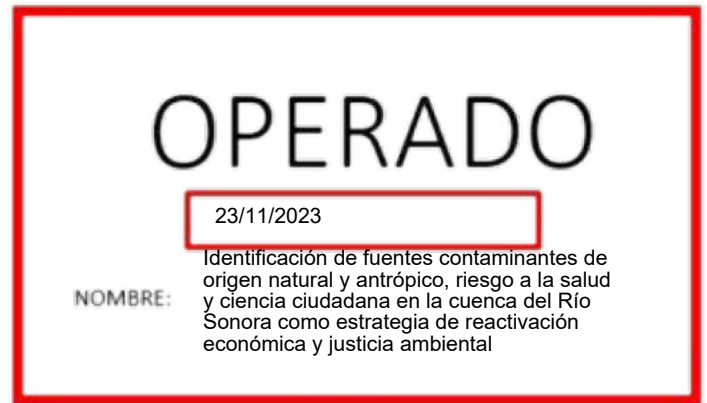 OPERADO
23/11/2023
NOMBRE:
Identificación de fuentes contaminantes de
origen natural y antrópico, riesgo a la salud
y ciencia ciudadana en la cuenca del Río
Sonora como estrategia de reactivación
económica y justicia ambiental